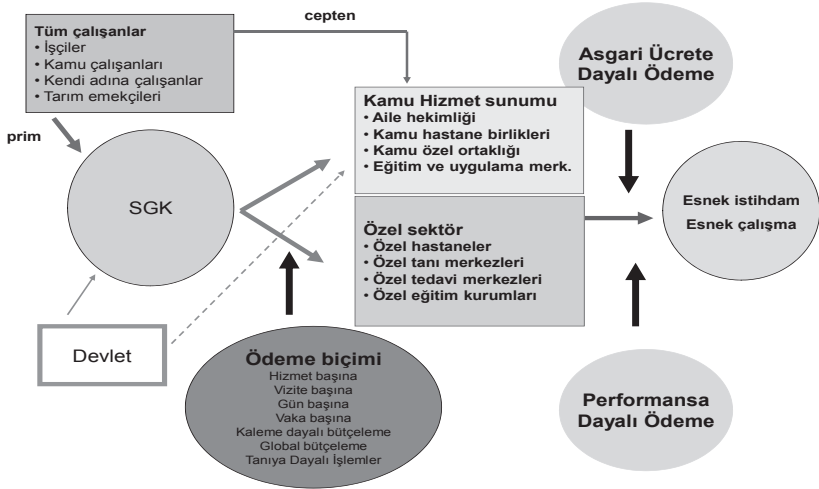 cepten
Tüm çalışanlar
• İşçiler
• Kamu çalışanları
• Kendi adına çalışanlar
• Tarım emekçileri
prim
SGK
Devlet
Kamu Hizmet sunumu
• Aile hekimliği
• Kamu hastane birlikleri
• Kamu özel ortaklığı
• Eğitim ve uygulama merk.
Özel sektör
• Özel hastaneler
• Özel tanı merkezleri
• Özel tedavi merkezleri
• Özel eğitim kurumları
Ödeme biçimi
Hizmet başına
Vizite başına
Gün başına
Vaka başına
Kaleme dayalı bütçeleme
Global bütçeleme
Tanıya Dayalı İşlemler
Asgari Ücrete
Dayalı Ödeme
Esnek istihdam
Esnek çalışma
Performansa
Dayalı Ödeme